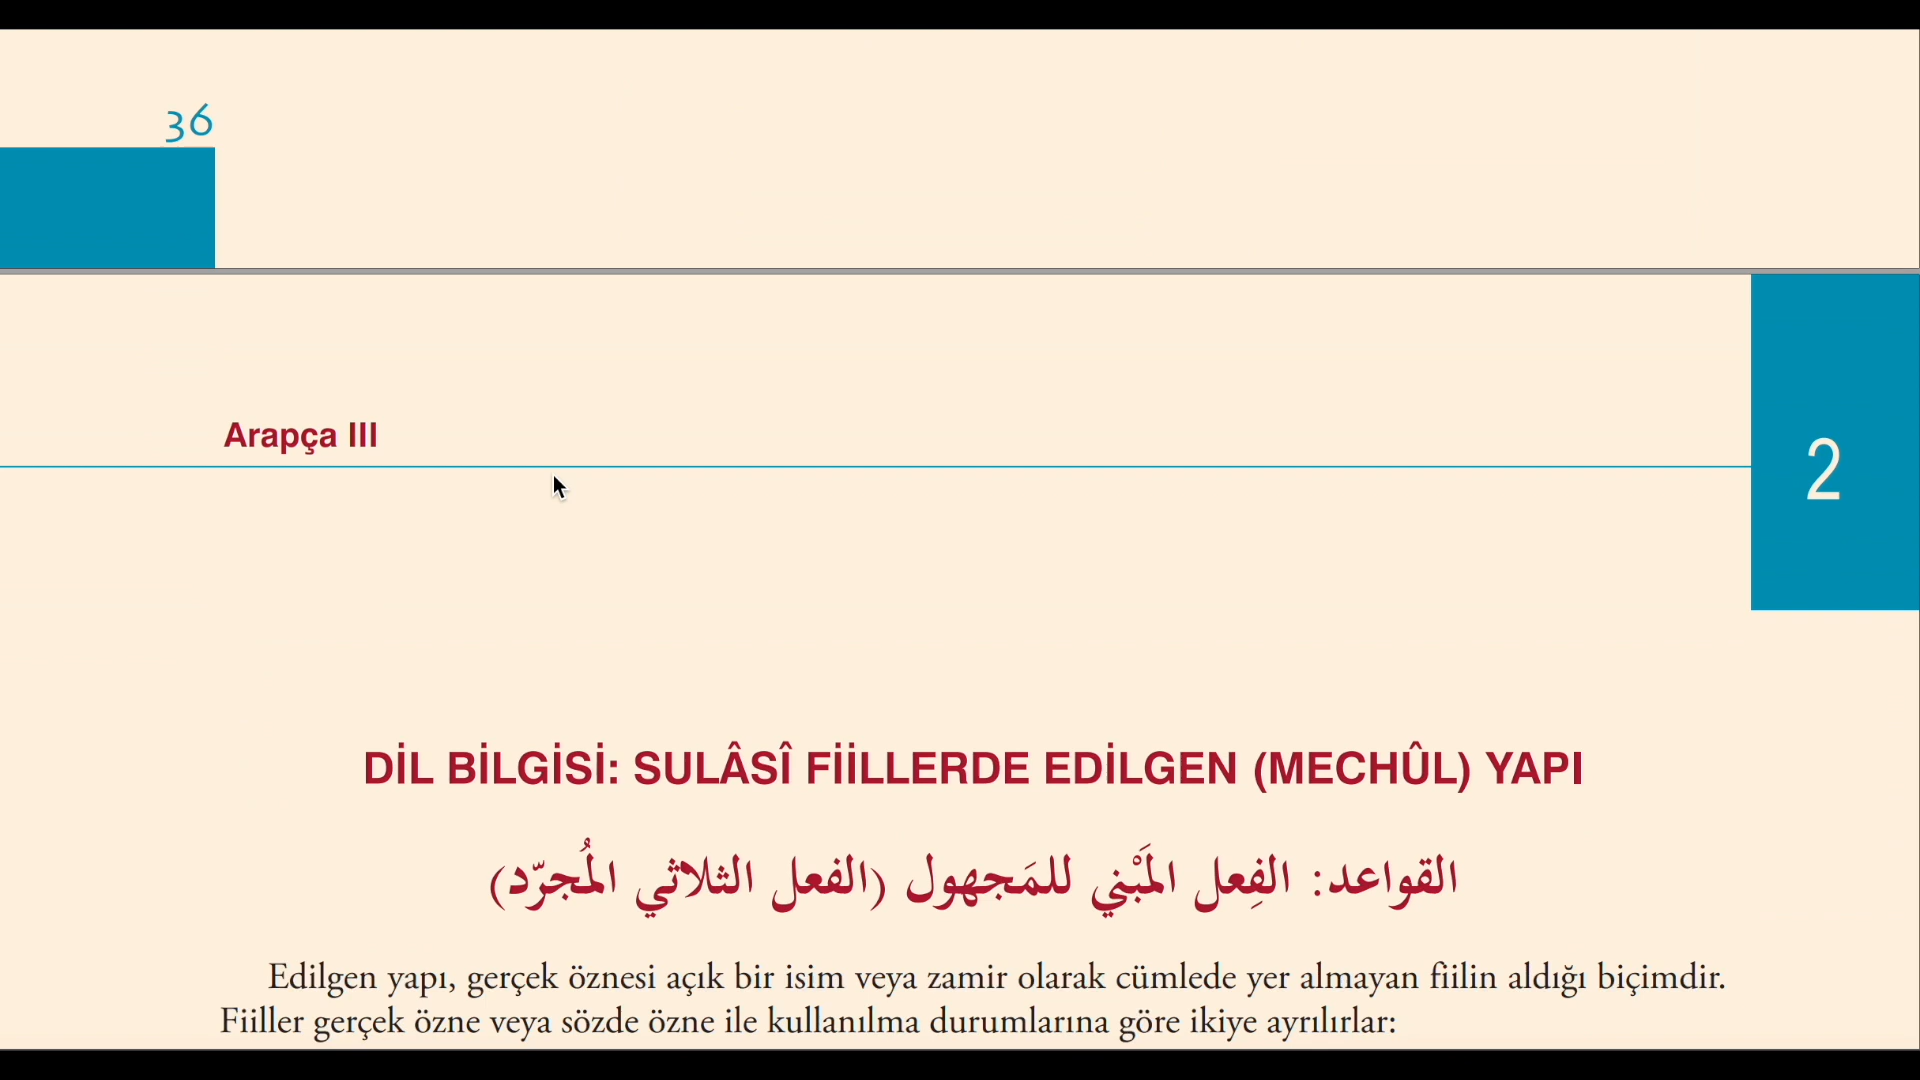 36
Arapça III
2
DİL BİLGİSİ: SULÂSÎ FİİLLERDE EDİLGEN (MECHÛL) YAPI
القواعد: الفِعل المَبْني للمَجهول (الفعل الثلاثي المُجرّد)
Edilgen yapı, gerçek öznesi açık bir isim veya zamir olarak cümlede yer almayan fiilin aldığı biçimdir.
Fiiller gerçek özne veya sözde özne ile kullanılma durumlarına göre ikiye ayrılırlar: